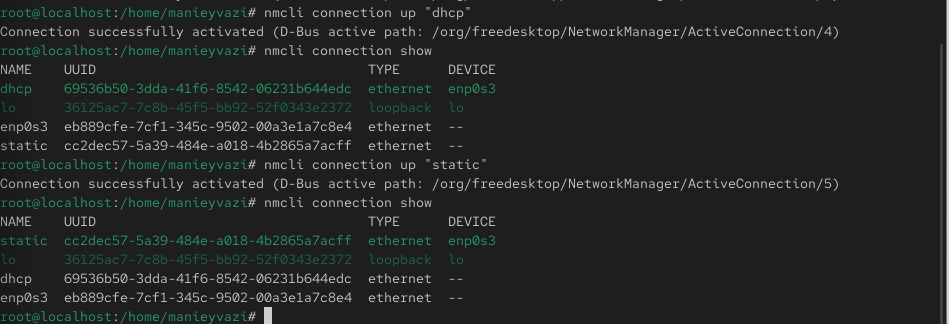 root@localhost:/home/manieyvazi# nmcli connection up "dhcp"
Connection successfully activated (D-Bus active path: /org/freedesktop/NetworkManager/ActiveConnection/4)
root@localhost:/home/manieyvazi# nmcli connection show
NAME    UUID                                  TYPE      DEVICE
dhcp    69536b50-3dda-41f6-8542-06231b644edc  ethernet  enp0s3
lo      36125ac7-7c8b-45f5-bb92-52f0343e2372  loopback  lo
enp0s3  eb889cfe-7cf1-345c-9502-00a3e1a7c8e4  ethernet  --
static  cc2dec57-5a39-484e-a018-4b2865a7acff  ethernet  --
root@localhost:/home/manieyvazi# nmcli connection up "static"
Connection successfully activated (D-Bus active path: /org/freedesktop/NetworkManager/ActiveConnection/5)
root@localhost:/home/manieyvazi# nmcli connection show
NAME    UUID                                  TYPE      DEVICE
static  cc2dec57-5a39-484e-a018-4b2865a7acff  ethernet  enp0s3
lo      36125ac7-7c8b-45f5-bb92-52f0343e2372  loopback  lo
dhcp    69536b50-3dda-41f6-8542-06231b644edc  ethernet  --
enp0s3  eb889cfe-7cf1-345c-9502-00a3e1a7c8e4  ethernet  --
root@localhost:/home/manieyvazi#